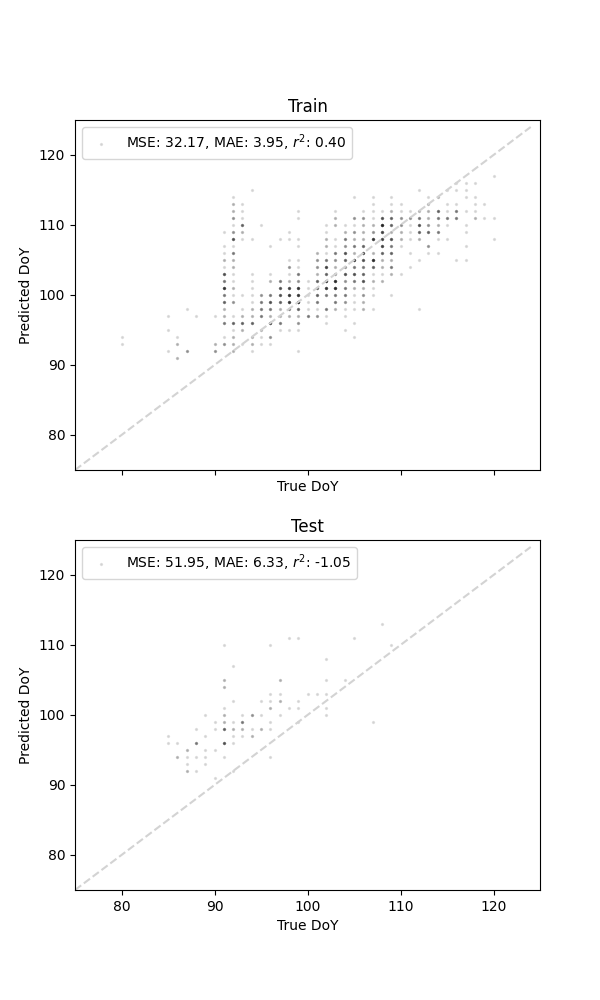 Train
MSE: 32.17, MAE: 3.95, r²: 0.40
120
110
100
90
80
Predicted DoY
True DoY
Test
MSE: 51.95, MAE: 6.33, r²: -1.05
120
110
100
90
80
Predicted DoY
80 90 100 110 120
True DoY